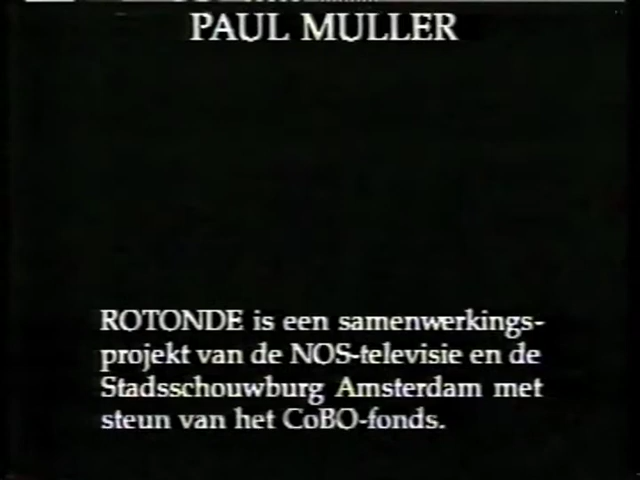 PAUL MULLER
ROTONDE is een samenwerkings-
projekt van de NOS-televisie en de
Stadsschouwburg Amsterdam met
steun van het CoBO-fonds.